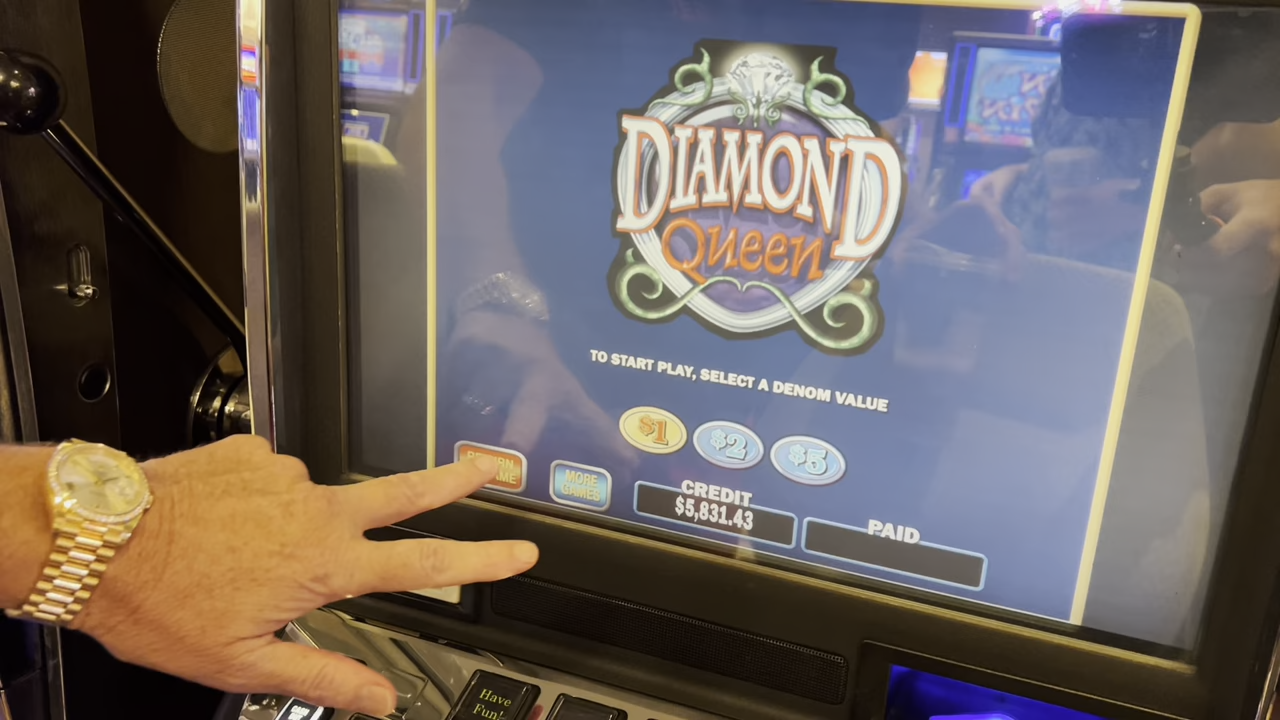 DIAMOND
Queen
TO START PLAY, SELECT A DENOM VALUE
$1 $2 $5
MORE
GAMES
CREDIT
$5,831.43
PAID
Have
Fun!